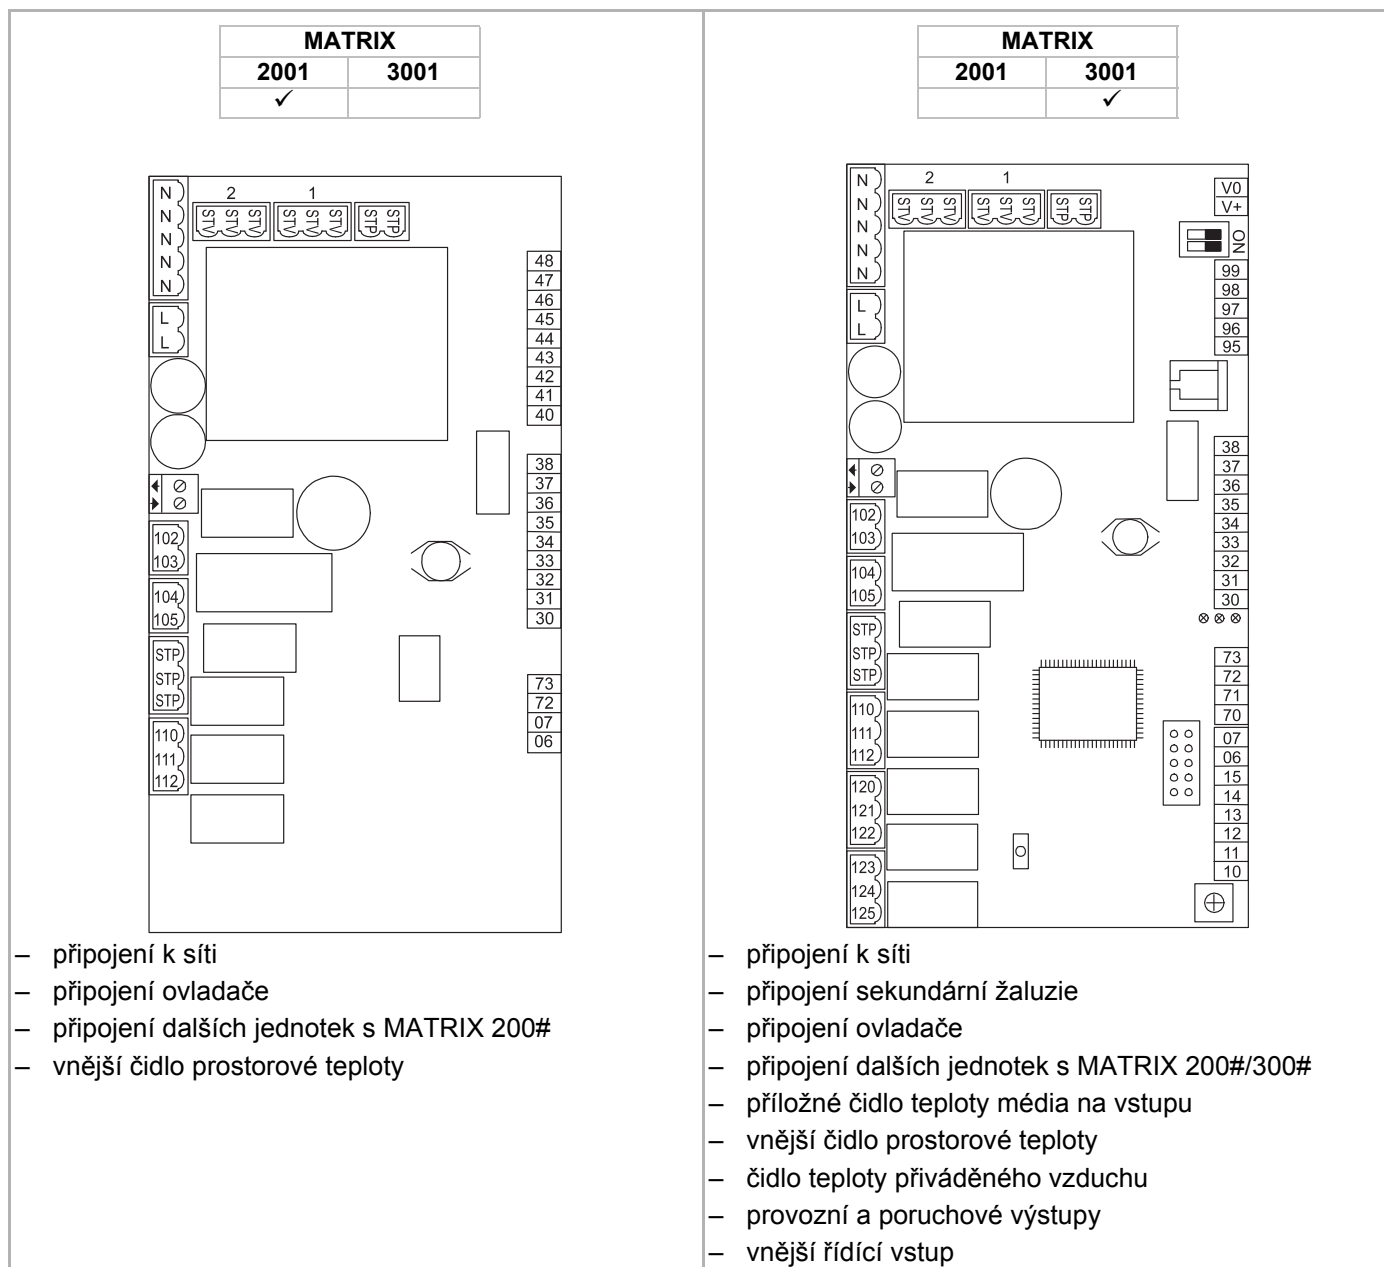 MATRIX
2001 3001
✓
2 1
N
N
N
N
N
STV STV STV STV STV STV STP STP
L
L
48
47
46
45
44
43
42
41
40
38
37
36
35
34
33
32
31
30
102
103
104
105
STP
STP
STP
110
111
112
73
72
07
06
– připojení k síti
– připojení ovladače
– připojení dalších jednotek s MATRIX 200#
– vnější čidlo prostorové teploty
MATRIX
2001 3001
✓
2 1
N
N
N
N
N
STV STV STV STV STV STV STP STP
L
L
V0
V+
ON
99
98
97
96
95
38
37
36
35
34
33
32
31
30
102
103
104
105
STP
STP
STP
110
111
112
120
121
122
123
124
125
73
72
71
70
07
06
15
14
13
12
11
10
– připojení k síti
– připojení sekundární žaluzie
– připojení ovladače
– připojení dalších jednotek s MATRIX 200#/300#
– příložné čidlo teploty média na vstupu
– vnější čidlo prostorové teploty
– čidlo teploty přiváděného vzduchu
– provozní a poruchové výstupy
– vnější řídící vstup